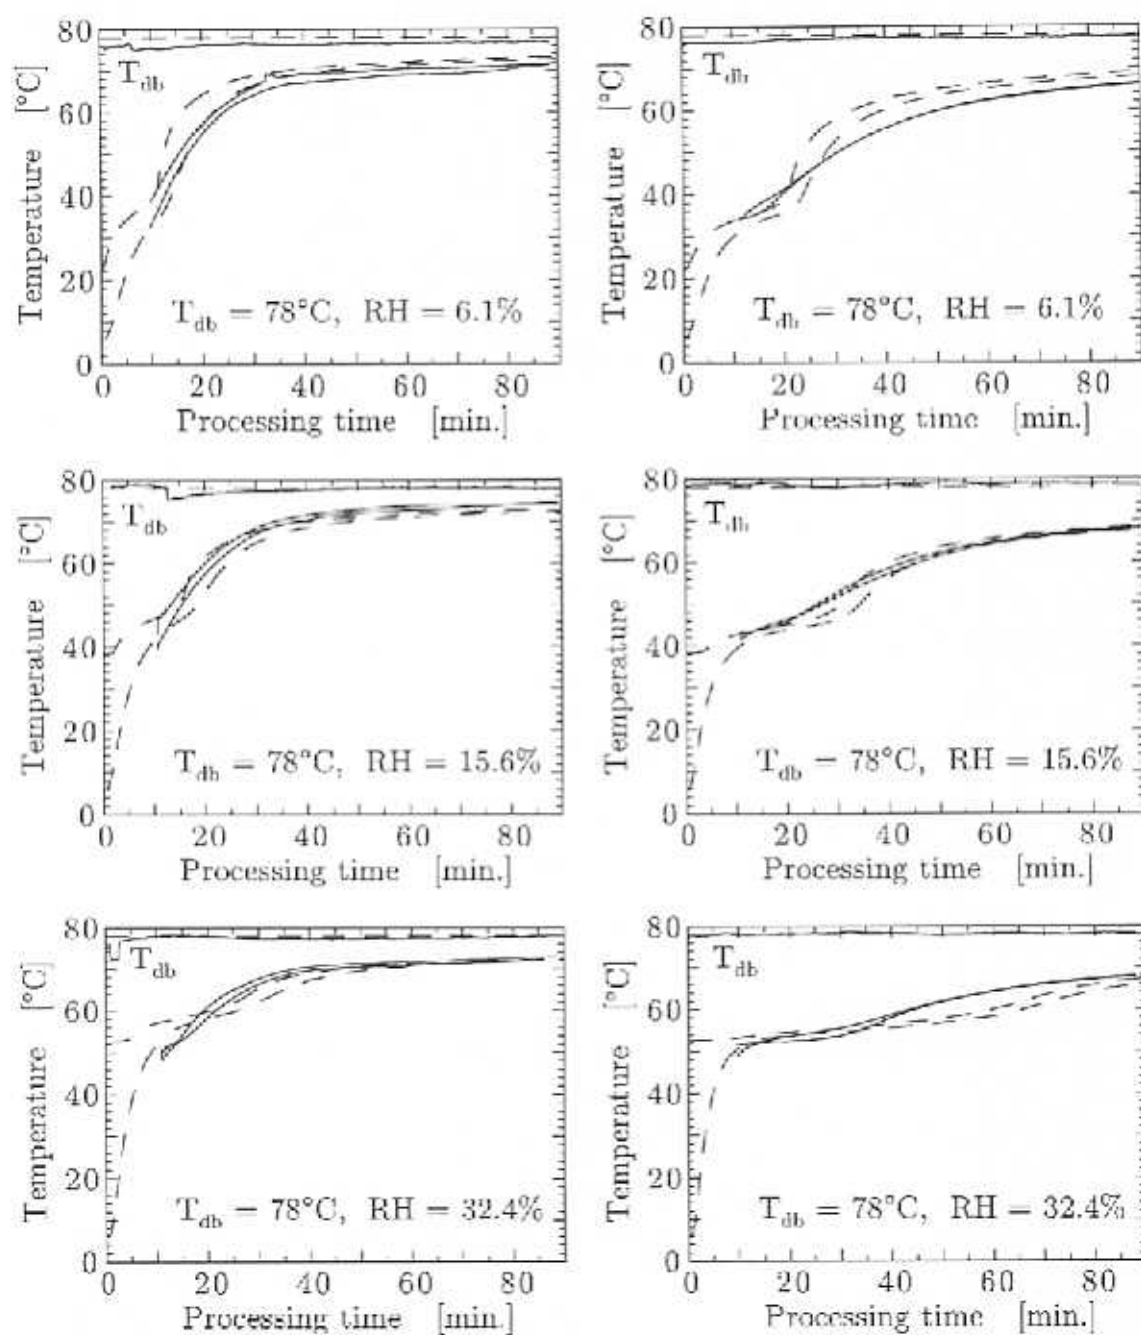 80
60
40
20
0
Temperature [°C]
T_db
T_db = 78°C, RH = 6.1%
0 20 40 60 80
Processing time [min.]
80
60
40
20
0
Temperature [°C]
T_db
T_db = 78°C, RH = 6.1%
0 20 40 60 80
Processing time [min.]
80
60
40
20
0
Temperature [°C]
T_db
T_db = 78°C, RH = 15.6%
0 20 40 60 80
Processing time [min.]
80
60
40
20
0
Temperature [°C]
T_db
T_db = 78°C, RH = 15.6%
0 20 40 60 80
Processing time [min.]
80
60
40
20
0
Temperature [°C]
T_db
T_db = 78°C, RH = 32.4%
0 20 40 60 80
Processing time [min.]
80
60
40
20
0
Temperature [°C]
T_db
T_db = 78°C, RH = 32.4%
0 20 40 60 80
Processing time [min.]